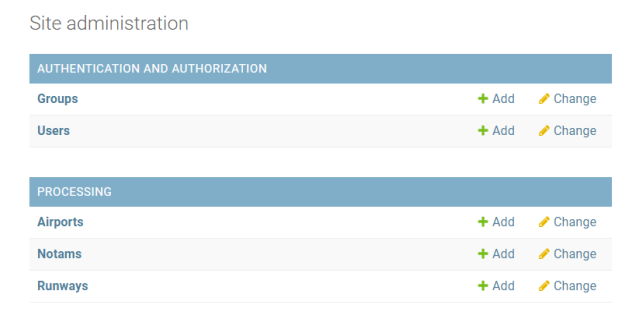 Site administration
AUTHENTICATION AND AUTHORIZATION
Groups Add Change
Users Add Change
PROCESSING
Airports Add Change
Notams Add Change
Runways Add Change